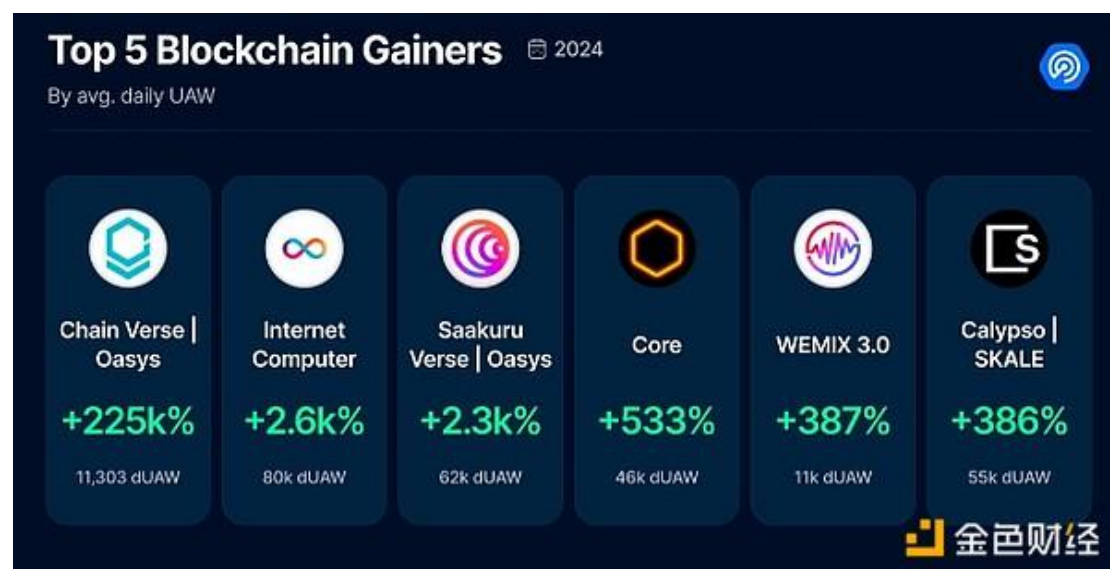 Top 5 Blockchain Gainers 2024
By avg. daily UAW
Chain Verse |
Oasys
+225k%
11,303 dUAW
Internet
Computer
+2.6k%
80k dUAW
Saakuru
Verse | Oasys
+2.3k%
62k dUAW
Core
+533%
46k dUAW
WEMIX 3.0
+387%
11k dUAW
S
Calypso |
SKALE
+386%
55k dUAW
金色财经